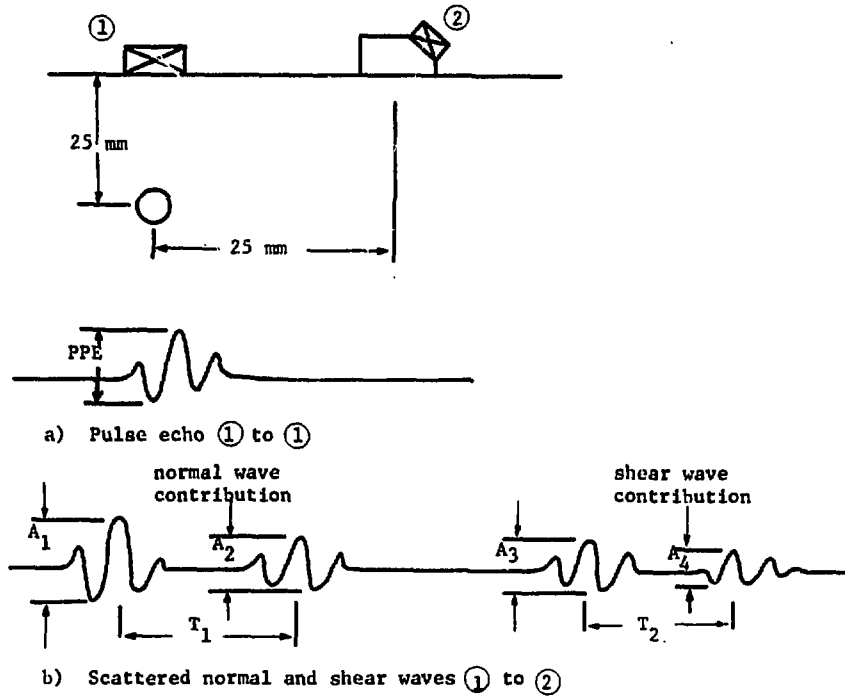 ①
②
25 mm
25 mm
PPE
a) Pulse echo ① to ①
normal wave
contribution
shear wave
contribution
A1
A2
A3
A4
T1
T2
b) Scattered normal and shear waves ① to ②